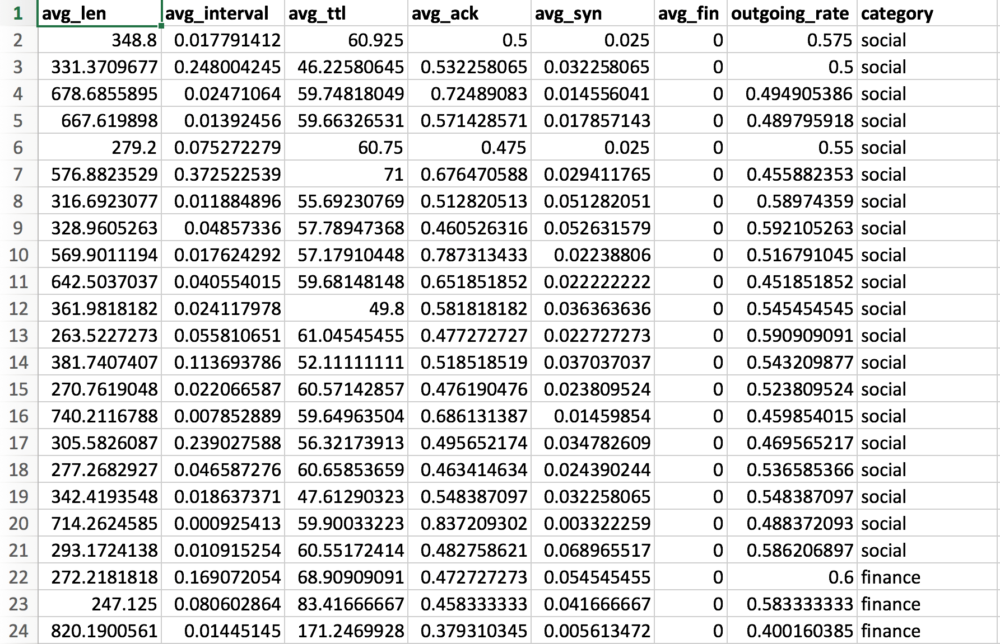 1 avg_len avg_interval avg_ttl avg_ack avg_syn avg_fin outgoing_rate category
2 348.8 0.017791412 60.925 0.5 0.025 0 0.575 social
3 331.3709677 0.248004245 46.22580645 0.532258065 0.032258065 0 0.5 social
4 678.6855895 0.02471064 59.74818049 0.72489083 0.014556041 0 0.494905386 social
5 667.619898 0.01392456 59.66326531 0.571428571 0.017857143 0 0.489795918 social
6 279.2 0.075272279 60.75 0.475 0.025 0 0.55 social
7 576.8823529 0.372522539 71 0.676470588 0.029411765 0 0.455882353 social
8 316.6923077 0.011884896 55.69230769 0.512820513 0.051282051 0 0.58974359 social
9 328.9605263 0.04857336 57.78947368 0.460526316 0.052631579 0 0.592105263 social
10 569.9011194 0.017624292 57.17910448 0.787313433 0.02238806 0 0.516791045 social
11 642.5037037 0.040554015 59.68148148 0.651851852 0.022222222 0 0.451851852 social
12 361.9818182 0.024117978 49.8 0.581818182 0.036363636 0 0.545454545 social
13 263.5227273 0.055810651 61.04545455 0.477272727 0.022727273 0 0.590909091 social
14 381.7407407 0.113693786 52.11111111 0.518518519 0.037037037 0 0.543209877 social
15 270.7619048 0.022066587 60.57142857 0.476190476 0.023809524 0 0.523809524 social
16 740.2116788 0.007852889 59.64963504 0.686131387 0.01459854 0 0.459854015 social
17 305.5826087 0.239027588 56.32173913 0.495652174 0.034782609 0 0.469565217 social
18 277.2682927 0.046587276 60.65853659 0.463414634 0.024390244 0 0.536585366 social
19 342.4193548 0.018637371 47.61290323 0.548387097 0.032258065 0 0.548387097 social
20 714.2624585 0.000925413 59.90033223 0.837209302 0.003322259 0 0.488372093 social
21 293.1724138 0.010915254 60.55172414 0.482758621 0.068965517 0 0.586206897 social
22 272.2181818 0.169072054 68.90909091 0.472727273 0.054545455 0 0.6 finance
23 247.125 0.080602864 83.41666667 0.458333333 0.041666667 0 0.583333333 finance
24 820.1900561 0.01445145 171.2469928 0.379310345 0.005613472 0 0.400160385 finance